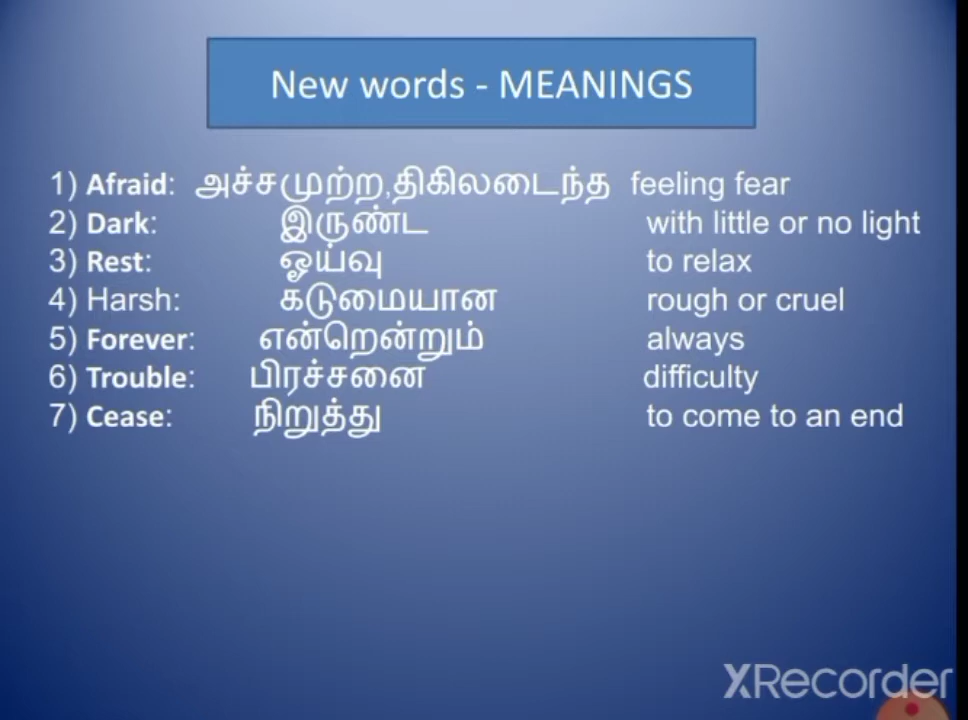 New words - MEANINGS
1) Afraid: அச்சமுற்ற,திகிலடைந்த feeling fear
2) Dark: இருண்ட with little or no light
3) Rest: ஓய்வு to relax
4) Harsh: கடுமையான rough or cruel
5) Forever: என்றென்றும் always
6) Trouble: பிரச்சனை difficulty
7) Cease: நிறுத்து to come to an end
XRecorder